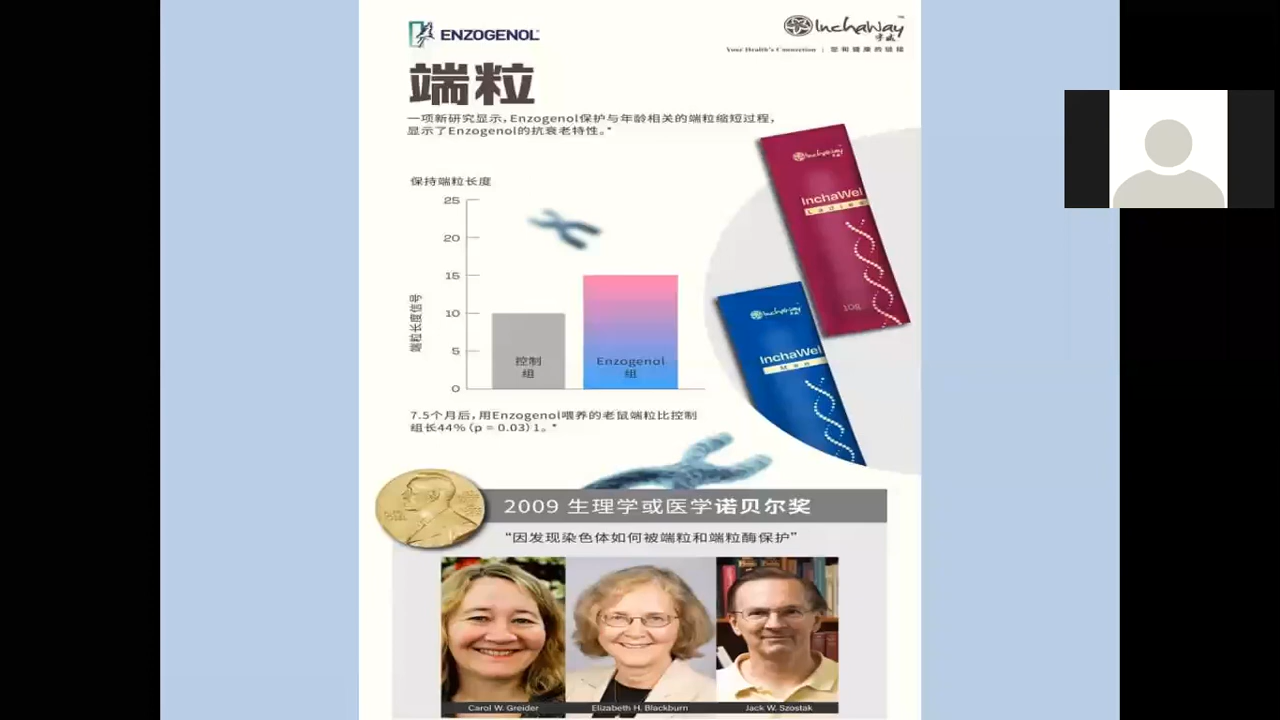 ENZOGENOL
InchaWay
Your Health's Connection | 您和健康的链接
端粒
一项新研究显示，Enzogenol保护与年龄相关的端粒缩短过程，
显示了Enzogenol的抗衰老特性。*
保持端粒长度
25
20
15
10
5
0
端粒长度信号
控制
组
Enzogenol
组
InchaWay
InchaWel
Ladies
10g
InchaWay
InchaWel
Men
7.5个月后，用Enzogenol喂养的老鼠端粒比控制
组长44% (p = 0.03) 1。*
2009 生理学或医学诺贝尔奖
“因发现染色体如何被端粒和端粒酶保护”
Carol W. Greider
Elizabeth H. Blackburn
Jack W. Szostak